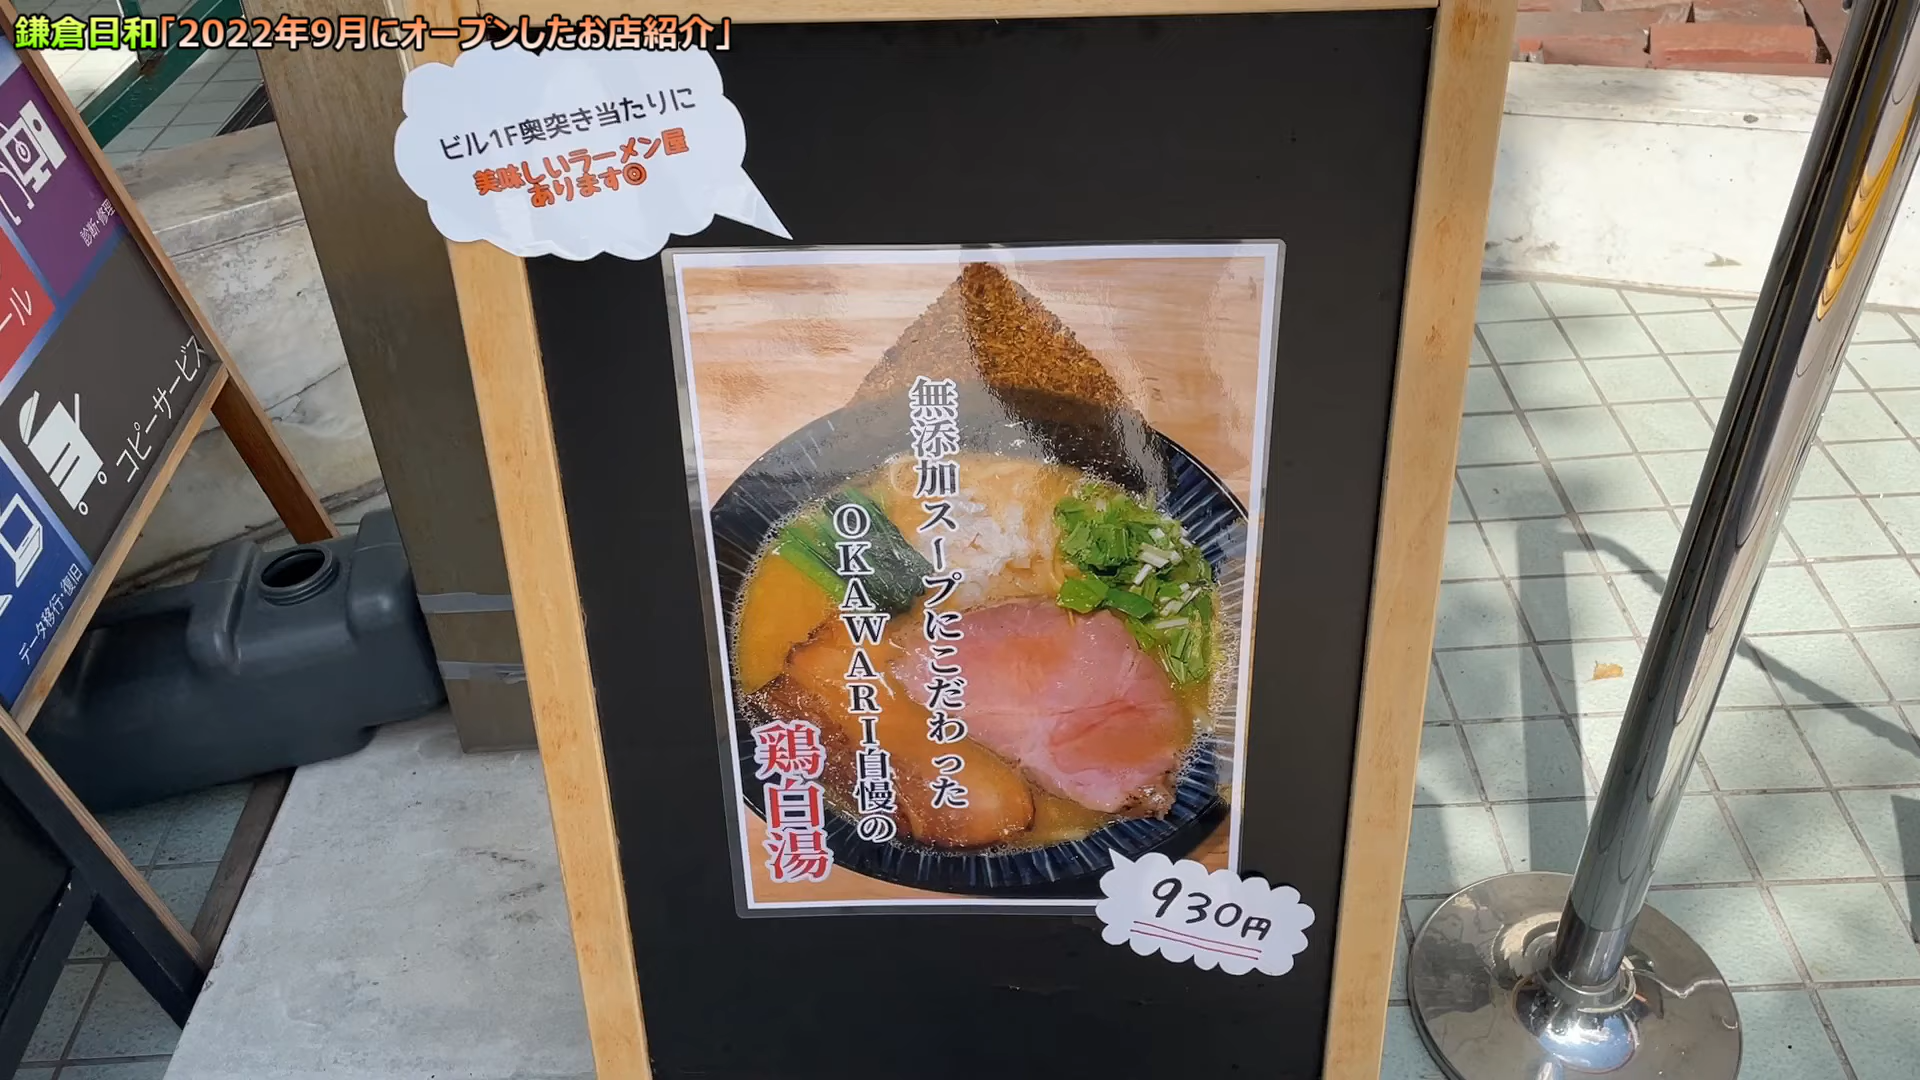 鎌倉日和「2022年9月にオープンしたお店紹介」
ビル1F奥突き当たりに
美味しいラーメン屋
あります◎
無添加スープにこだわった
OKAWARI自慢の
鶏白湯
930円
診断・修理
ール
コピーサービス
データ移行・復旧